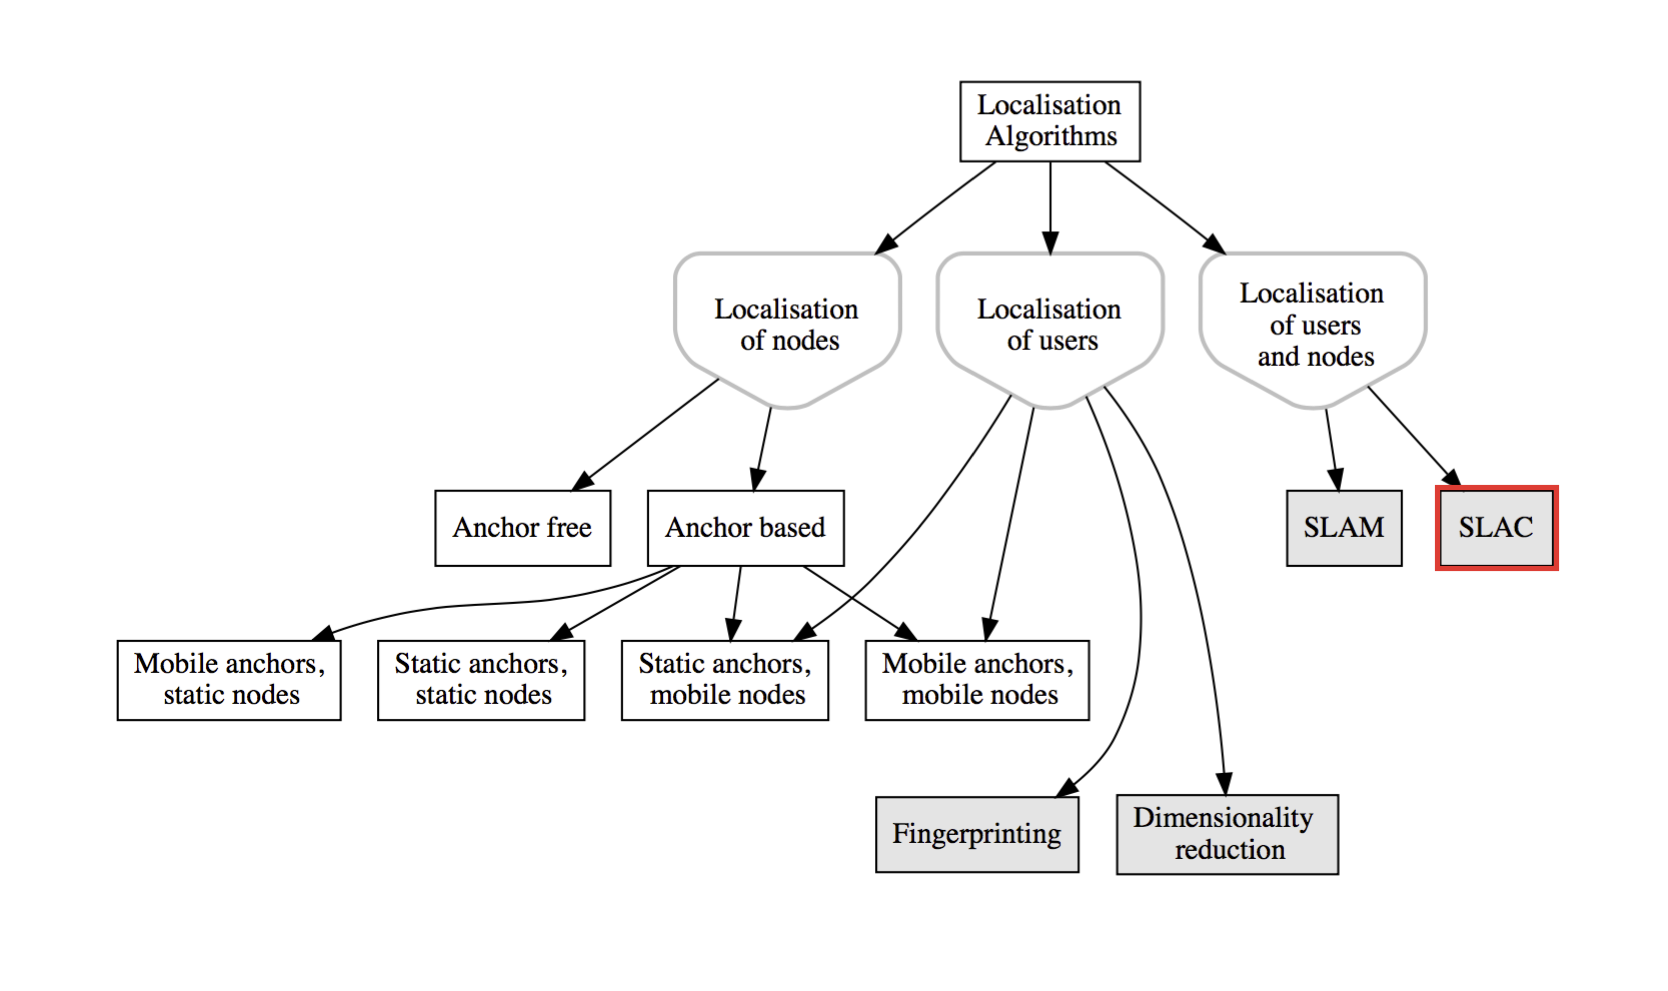 Localisation
Algorithms
Localisation
of nodes
Localisation
of users
Localisation
of users
and nodes
Anchor free
Anchor based
SLAM
SLAC
Mobile anchors,
static nodes
Static anchors,
static nodes
Static anchors,
mobile nodes
Mobile anchors,
mobile nodes
Fingerprinting
Dimensionality
reduction